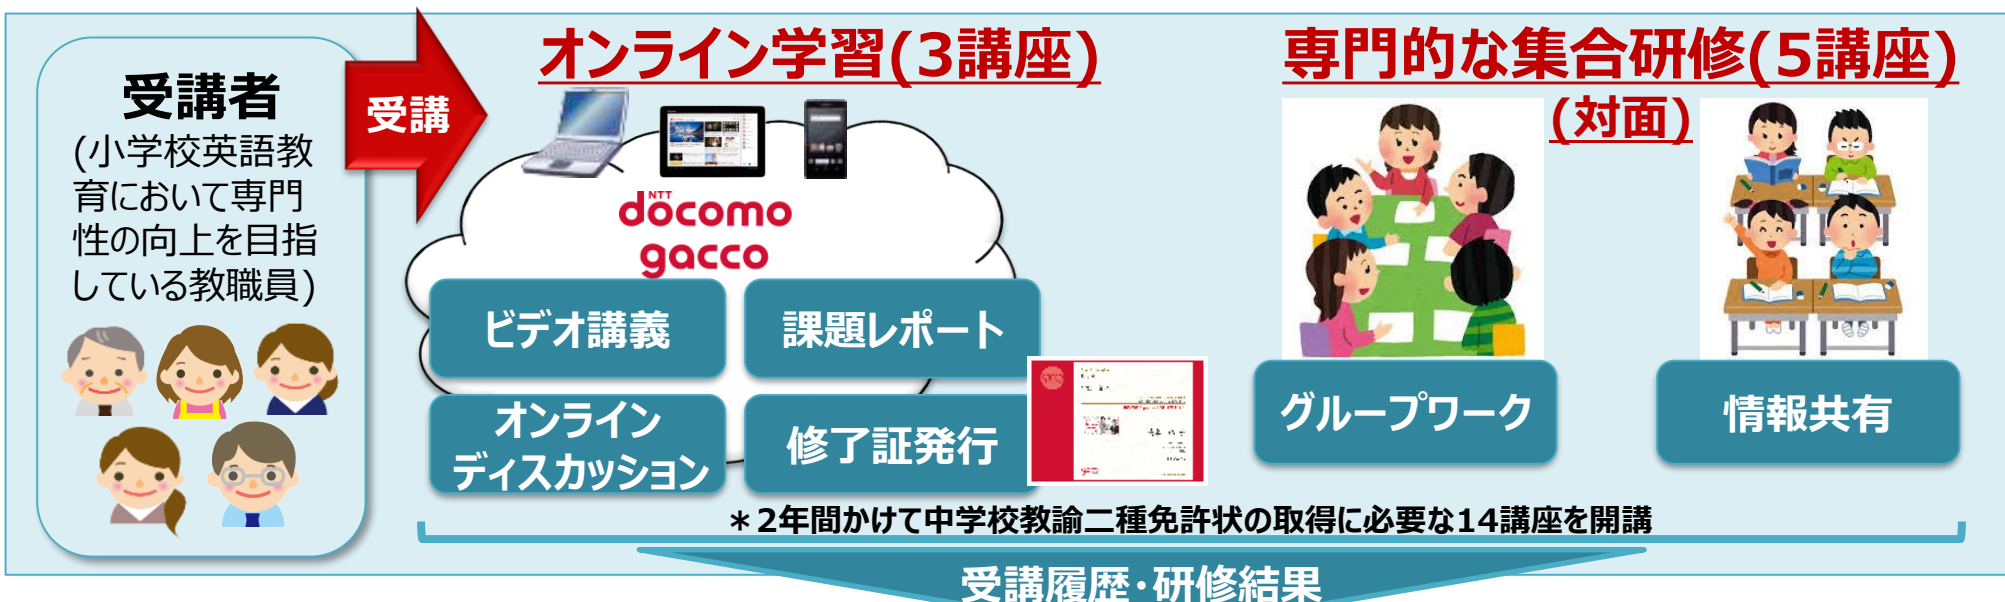 受講者
(小学校英語教
育において専門
性の向上を目指
している教職員)
受講
オンライン学習(3講座)
NTT
döcomo
gacco
ビデオ講義
課題レポート
オンライン
ディスカッション
修了証発行
専門的な集合研修(5講座)
(対面)
グループワーク
情報共有
＊2年間かけて中学校教諭二種免許状の取得に必要な14講座を開講
受講履歴・研修結果